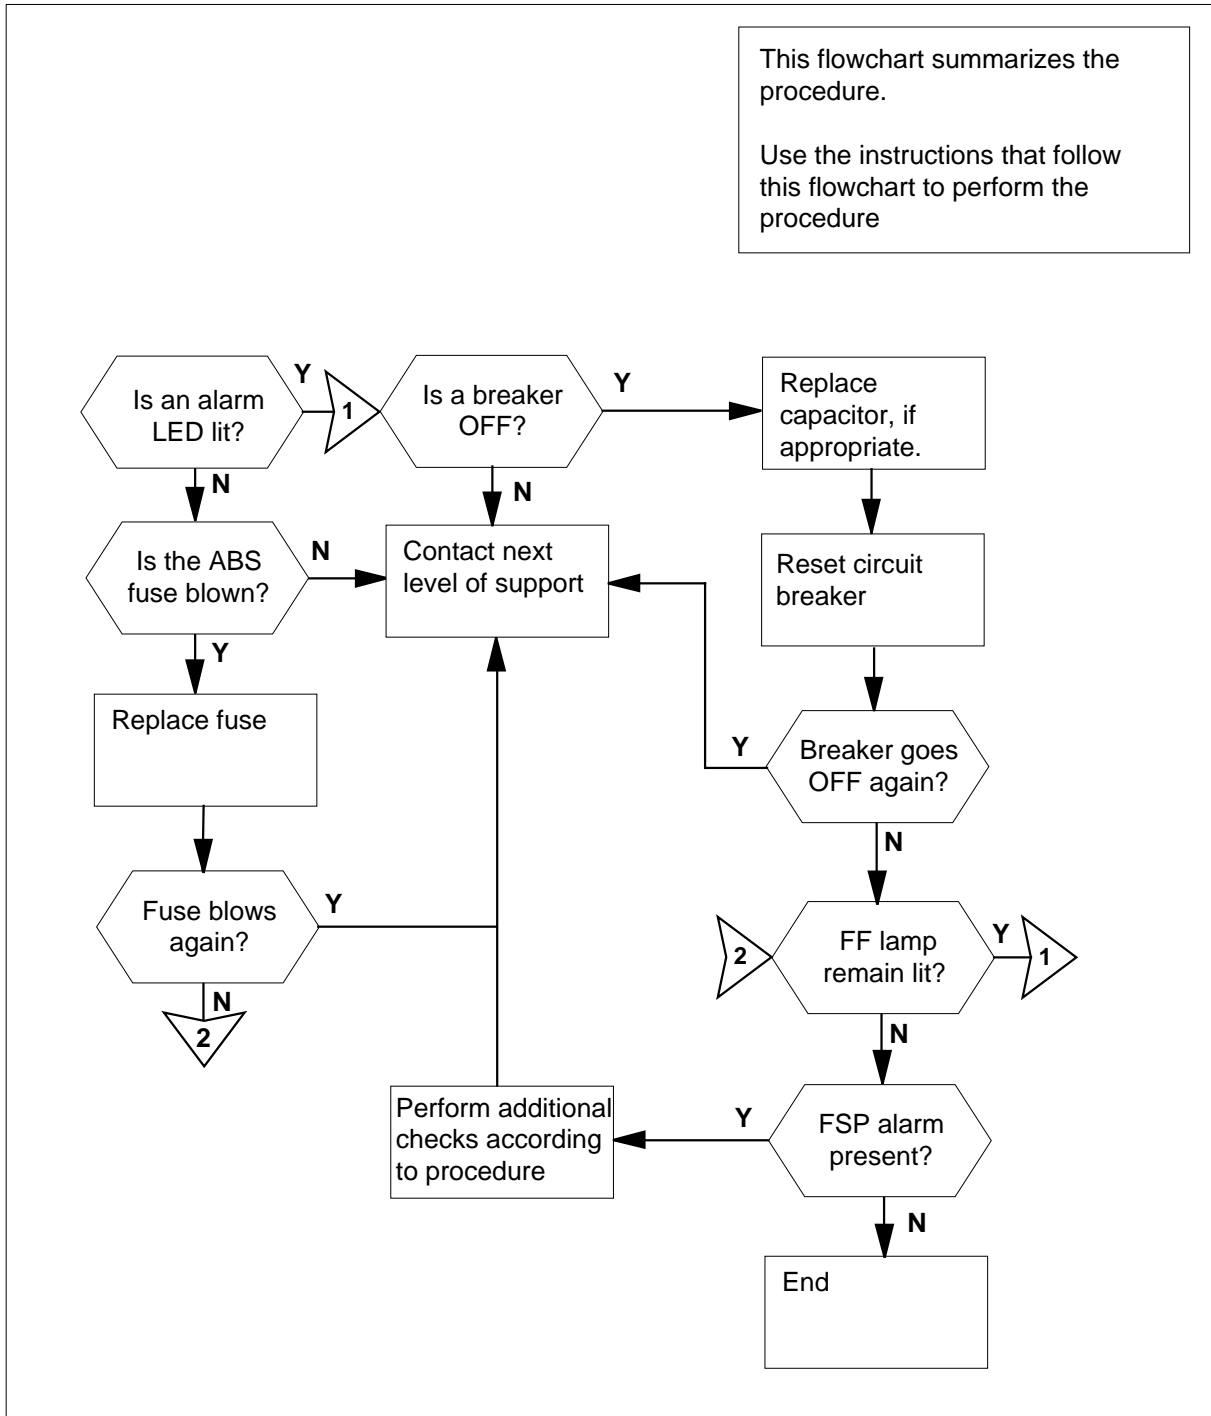 This flowchart summarizes the
procedure.
Use the instructions that follow
this flowchart to perform the
procedure
Is an alarm
LED lit?
Y
1
Is a breaker
OFF?
Y
Replace
capacitor, if
appropriate.
N
N
Is the ABS
fuse blown?
N
Contact next
level of support
Reset circuit
breaker
Y
Replace fuse
Y
Breaker goes
OFF again?
N
Fuse blows
again?
Y
N
2
2
FF lamp
remain lit?
Y
1
N
Perform additional
checks according
to procedure
Y
FSP alarm
present?
N
End